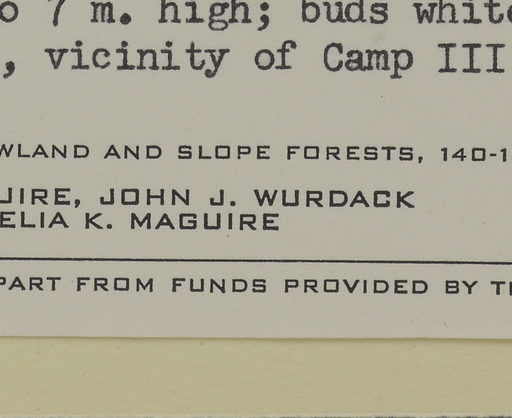 o 7 m. high; buds white
, vicinity of Camp III
WLAND AND SLOPE FORESTS, 140-1
UIRE, JOHN J. WURDACK
ELIA K. MAGUIRE
PART FROM FUNDS PROVIDED BY TH